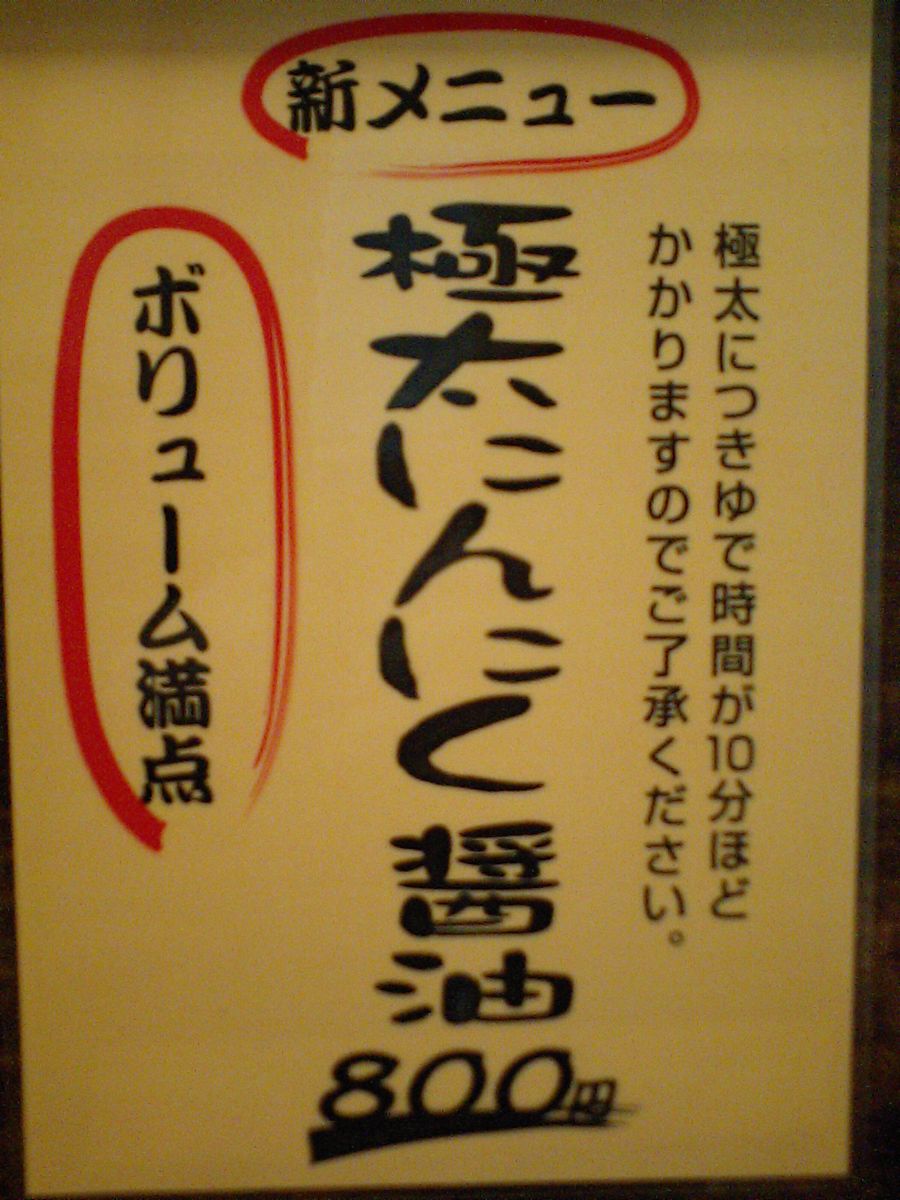 新メニュー
極太につきゆで時間が10分ほど
かかりますのでご了承ください。
極太にんにく醤油
800円
ボリューム満点